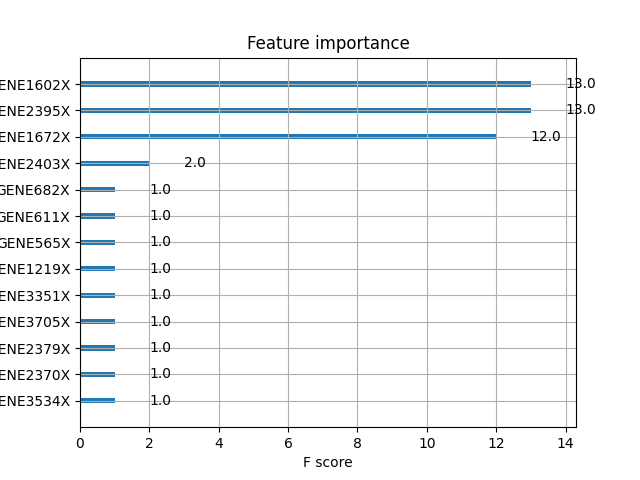 Feature importance
ENE1602X 13.0
ENE2395X 13.0
ENE1672X 12.0
ENE2403X 2.0
GENE682X 1.0
GENE611X 1.0
GENE565X 1.0
ENE1219X 1.0
ENE3351X 1.0
ENE3705X 1.0
ENE2379X 1.0
ENE2370X 1.0
ENE3534X 1.0
0 2 4 6 8 10 12 14
F score